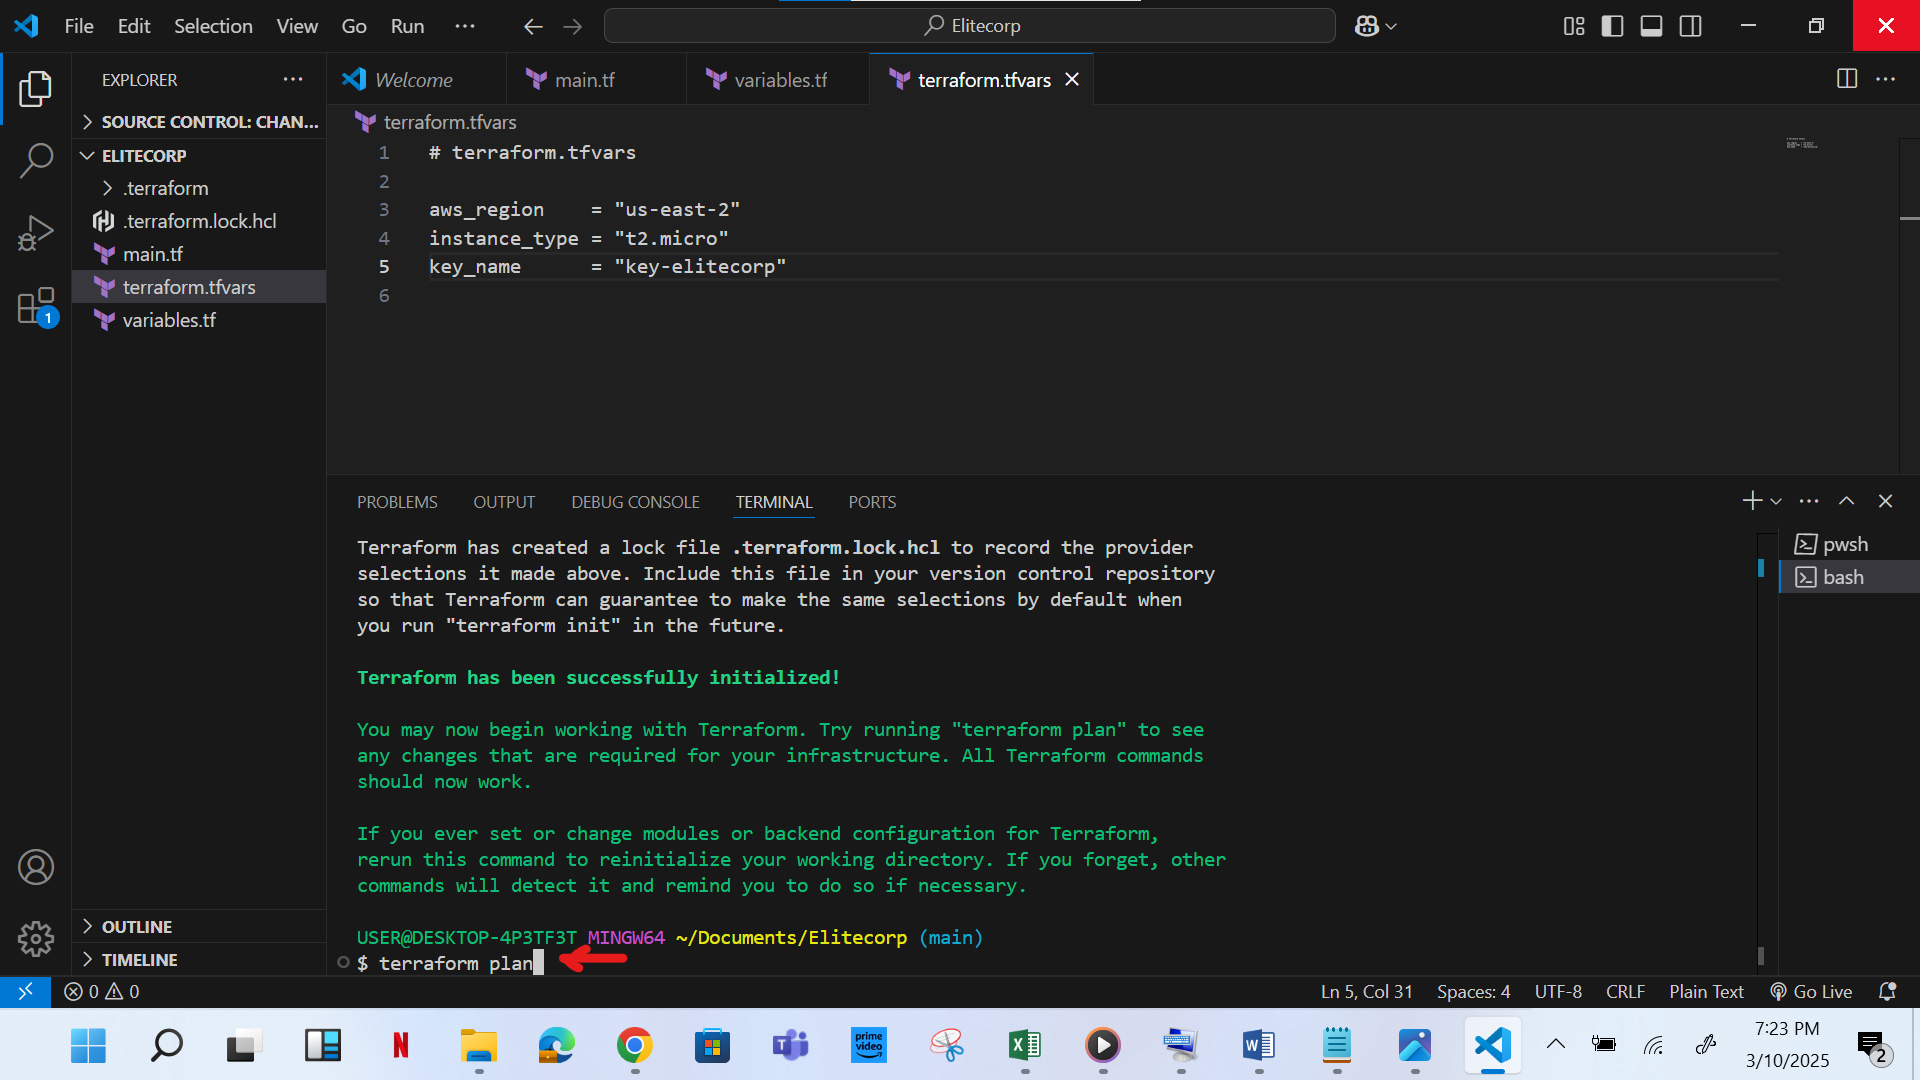 File Edit Selection View Go Run ...
Elitecorp
EXPLORER
SOURCE CONTROL: CHAN...
ELITECORP
.terraform
.terraform.lock.hcl
main.tf
terraform.tfvars
variables.tf
1
OUTLINE
TIMELINE
Welcome main.tf variables.tf terraform.tfvars
terraform.tfvars
1 # terraform.tfvars
2
3 aws_region    = "us-east-2"
4 instance_type = "t2.micro"
5 key_name      = "key-elitecorp"
6
PROBLEMS OUTPUT DEBUG CONSOLE TERMINAL PORTS
pwsh
bash
Terraform has created a lock file .terraform.lock.hcl to record the provider
selections it made above. Include this file in your version control repository
so that Terraform can guarantee to make the same selections by default when
you run "terraform init" in the future.
Terraform has been successfully initialized!
You may now begin working with Terraform. Try running "terraform plan" to see
any changes that are required for your infrastructure. All Terraform commands
should now work.
If you ever set or change modules or backend configuration for Terraform,
rerun this command to reinitialize your working directory. If you forget, other
commands will detect it and remind you to do so if necessary.
USER@DESKTOP-4P3TF3T MINGW64 ~/Documents/Elitecorp (main)
$ terraform plan
0 0 Ln 5, Col 31 Spaces: 4 UTF-8 CRLF Plain Text Go Live
N
prime video
7:23 PM
3/10/2025
2